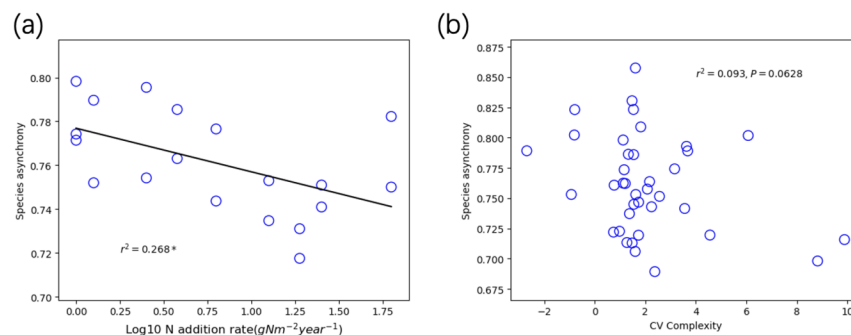 (a)
(b)
0.80
0.78
0.76
0.74
0.72
0.70
Species asynchrony
r² = 0.268*
0.00 0.25 0.50 0.75 1.00 1.25 1.50 1.75
Log10 N addition rate(gNm⁻²year⁻¹)
0.875
0.850
0.825
0.800
0.775
0.750
0.725
0.700
0.675
Species asynchrony
r² = 0.093, P = 0.0628
−2 0 2 4 6 8 10
CV Complexity